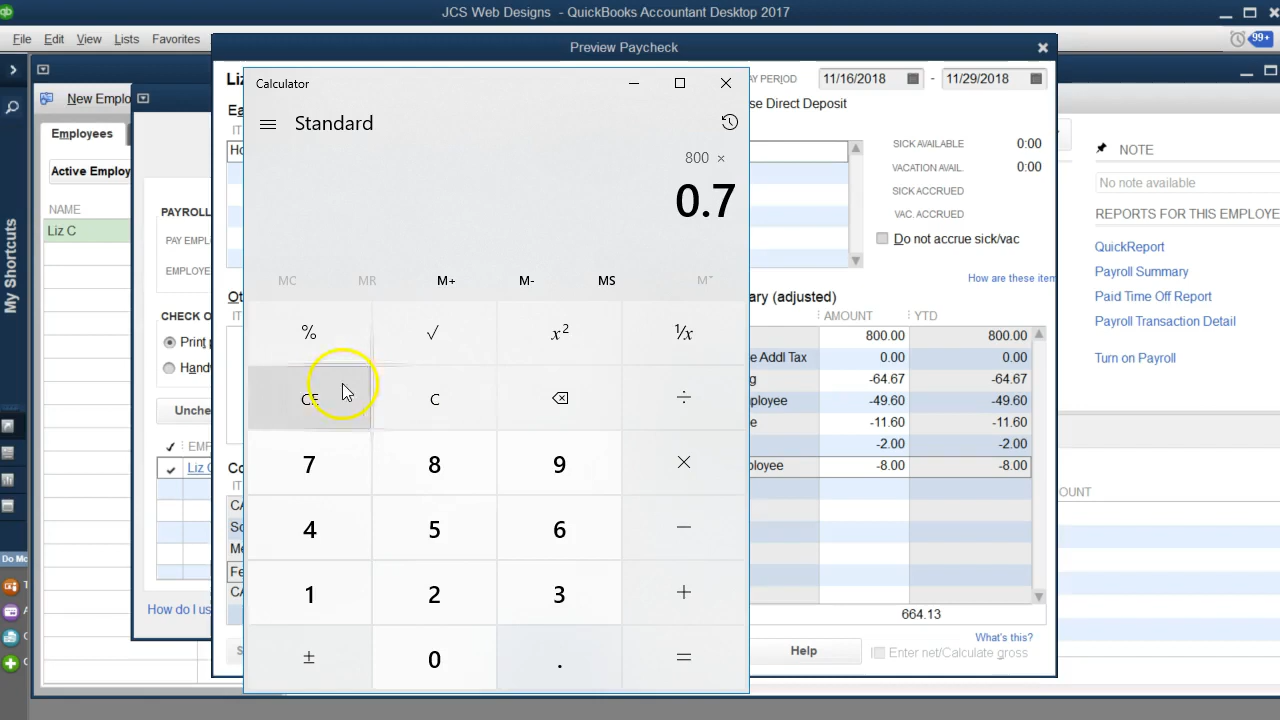 JCS Web Designs - QuickBooks Accountant Desktop 2017
File Edit View Lists Favorites
99+
Preview Paycheck
Liz
PERIOD 11/16/2018 - 11/29/2018
Calculator
New Emplo
Direct Deposit
Standard
Employees
SICK AVAILABLE 0:00
NOTE
800 ×
VACATION AVAIL. 0:00
Active Employ
0.7
No note available
SICK ACCRUED
NAME
PAYROLL
VAC. ACCRUED
REPORTS FOR THIS EMPLOYE
Liz C
PAY EMPL
Do not accrue sick/vac
QuickReport
EMPLOYE
MC MR M+ M- MS M
How are these item
Payroll Summary
My Shortcuts
(adjusted)
Paid Time Off Report
CHECK O
AMOUNT YTD
Payroll Transaction Detail
Print
% √ x² ¹/x
800.00 800.00
Addl Tax 0.00 0.00
Turn on Payroll
Hand
-64.67 -64.67
CE C ÷
-49.60 -49.60
Unche
-11.60 -11.60
-2.00 -2.00
7 8 9 ×
Liz
-8.00 -8.00
OUNT
4 5 6 −
Do Mo
1 2 3 +
How do I us
664.13
What's this?
± 0 . =
Help
Enter net/Calculate gross